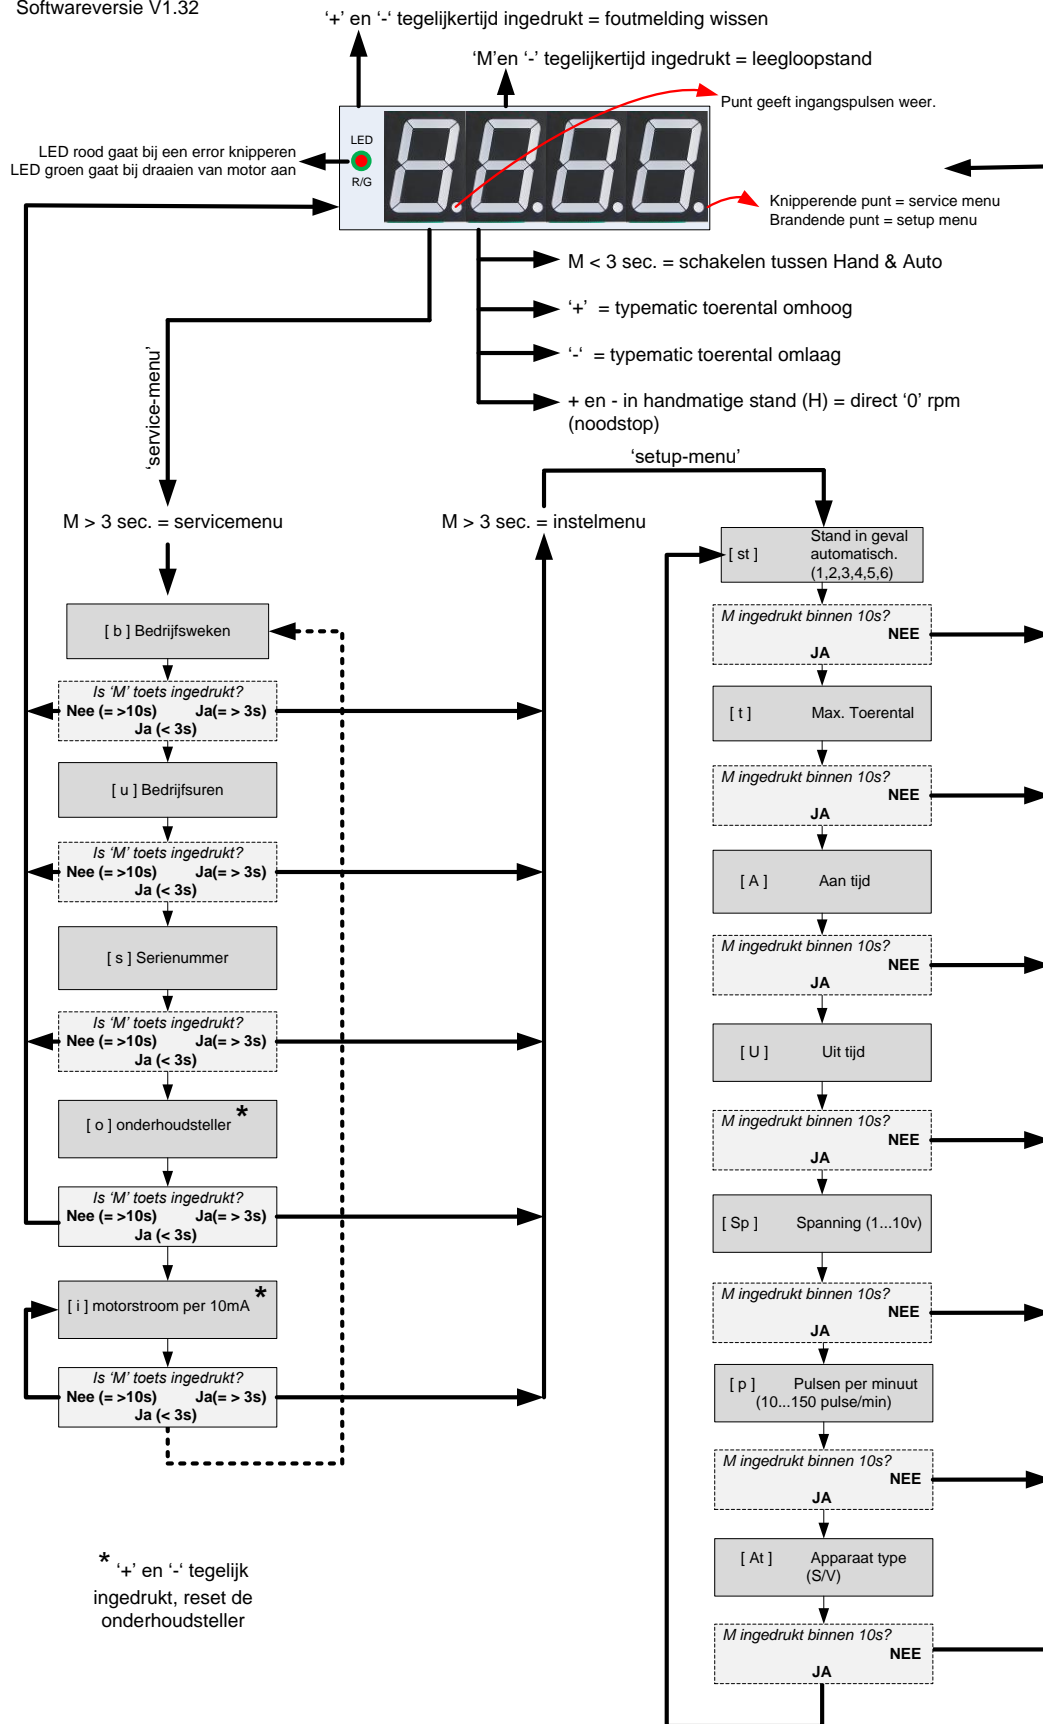 Softwareversie V1.32
'+' en '-' tegelijkertijd ingedrukt = foutmelding wissen
'M'en '-' tegelijkertijd ingedrukt = leegloopstand
Punt geeft ingangspulsen weer.
LED
R/G
LED rood gaat bij een error knipperen
LED groen gaat bij draaien van motor aan
Knipperende punt = service menu
Brandende punt = setup menu
M < 3 sec. = schakelen tussen Hand & Auto
'+' = typematic toerental omhoog
'-' = typematic toerental omlaag
+ en - in handmatige stand (H) = direct '0' rpm
(noodstop)
'service-menu'
'setup-menu'
M > 3 sec. = servicemenu
M > 3 sec. = instelmenu
[ b ] Bedrijfsweken
Is 'M' toets ingedrukt?
Nee (= >10s) Ja(= > 3s)
Ja (< 3s)
[ u ] Bedrijfsuren
Is 'M' toets ingedrukt?
Nee (= >10s) Ja(= > 3s)
Ja (< 3s)
[ s ] Serienummer
Is 'M' toets ingedrukt?
Nee (= >10s) Ja(= > 3s)
Ja (< 3s)
[ o ] onderhoudsteller *
Is 'M' toets ingedrukt?
Nee (= >10s) Ja(= > 3s)
Ja (< 3s)
[ i ] motorstroom per 10mA *
Is 'M' toets ingedrukt?
Nee (= >10s) Ja(= > 3s)
Ja (< 3s)
* '+' en '-' tegelijk
ingedrukt, reset de
onderhoudsteller
[ st ] Stand in geval
automatisch.
(1,2,3,4,5,6)
M ingedrukt binnen 10s?
NEE
JA
[ t ] Max. Toerental
M ingedrukt binnen 10s?
NEE
JA
[ A ] Aan tijd
M ingedrukt binnen 10s?
NEE
JA
[ U ] Uit tijd
M ingedrukt binnen 10s?
NEE
JA
[ Sp ] Spanning (1...10v)
M ingedrukt binnen 10s?
NEE
JA
[ p ] Pulsen per minuut
(10...150 pulse/min)
M ingedrukt binnen 10s?
NEE
JA
[ At ] Apparaat type
(S/V)
M ingedrukt binnen 10s?
NEE
JA